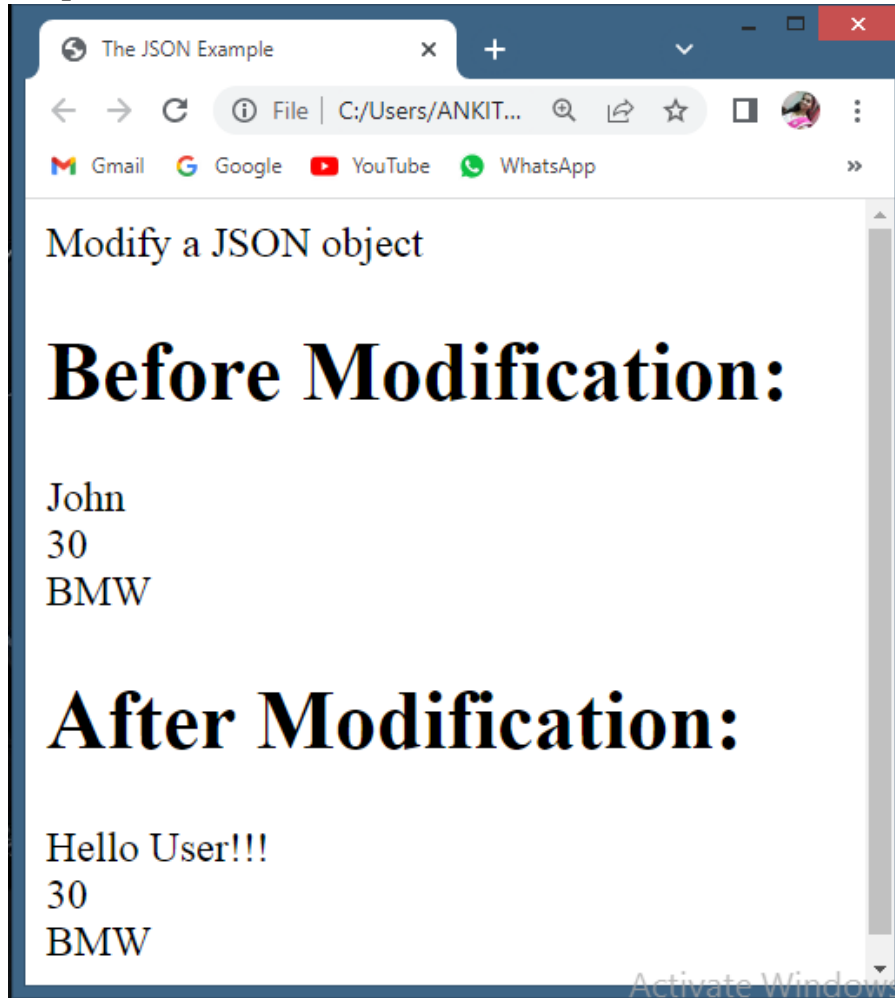 The JSON Example
File | C:/Users/ANKIT...
Gmail Google YouTube WhatsApp »
Modify a JSON object
Before Modification:
John
30
BMW
After Modification:
Hello User!!!
30
BMW
Activate Windows